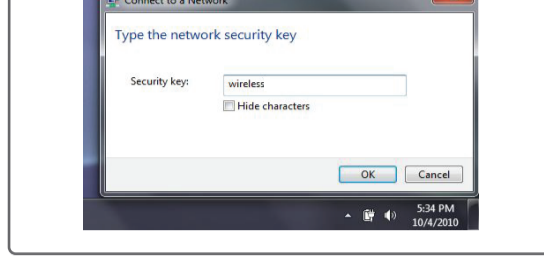 Connect to a Network
Type the network security key
Security key: wireless
Hide characters
OK Cancel
5:34 PM
10/4/2010